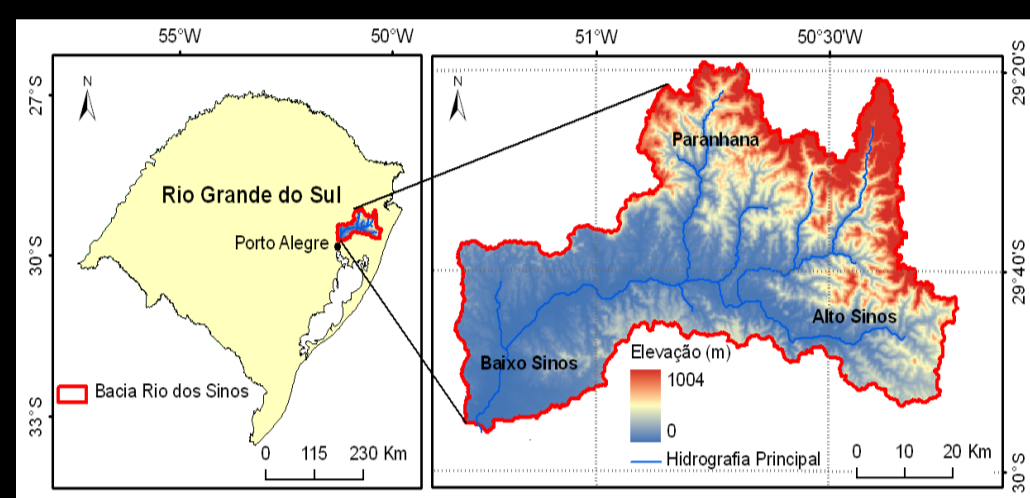 55°W
50°W
27°S
30°S
33°S
N
Rio Grande do Sul
Porto Alegre
Bacia Rio dos Sinos
0 115 230 Km
51°W
50°30'W
29°20'S
29°40'S
30°S
N
Paranhana
Alto Sinos
Baixo Sinos
Elevação (m)
1004
0
Hidrografia Principal
0 10 20 Km